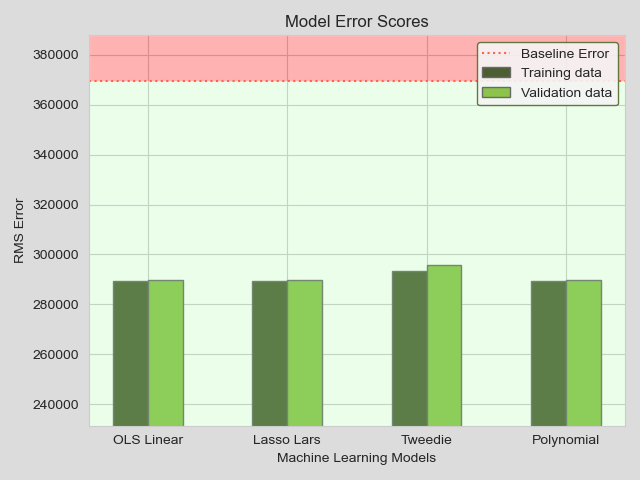 Model Error Scores
Baseline Error
Training data
Validation data
RMS Error
380000
360000
340000
320000
300000
280000
260000
240000
OLS Linear
Lasso Lars
Tweedie
Polynomial
Machine Learning Models